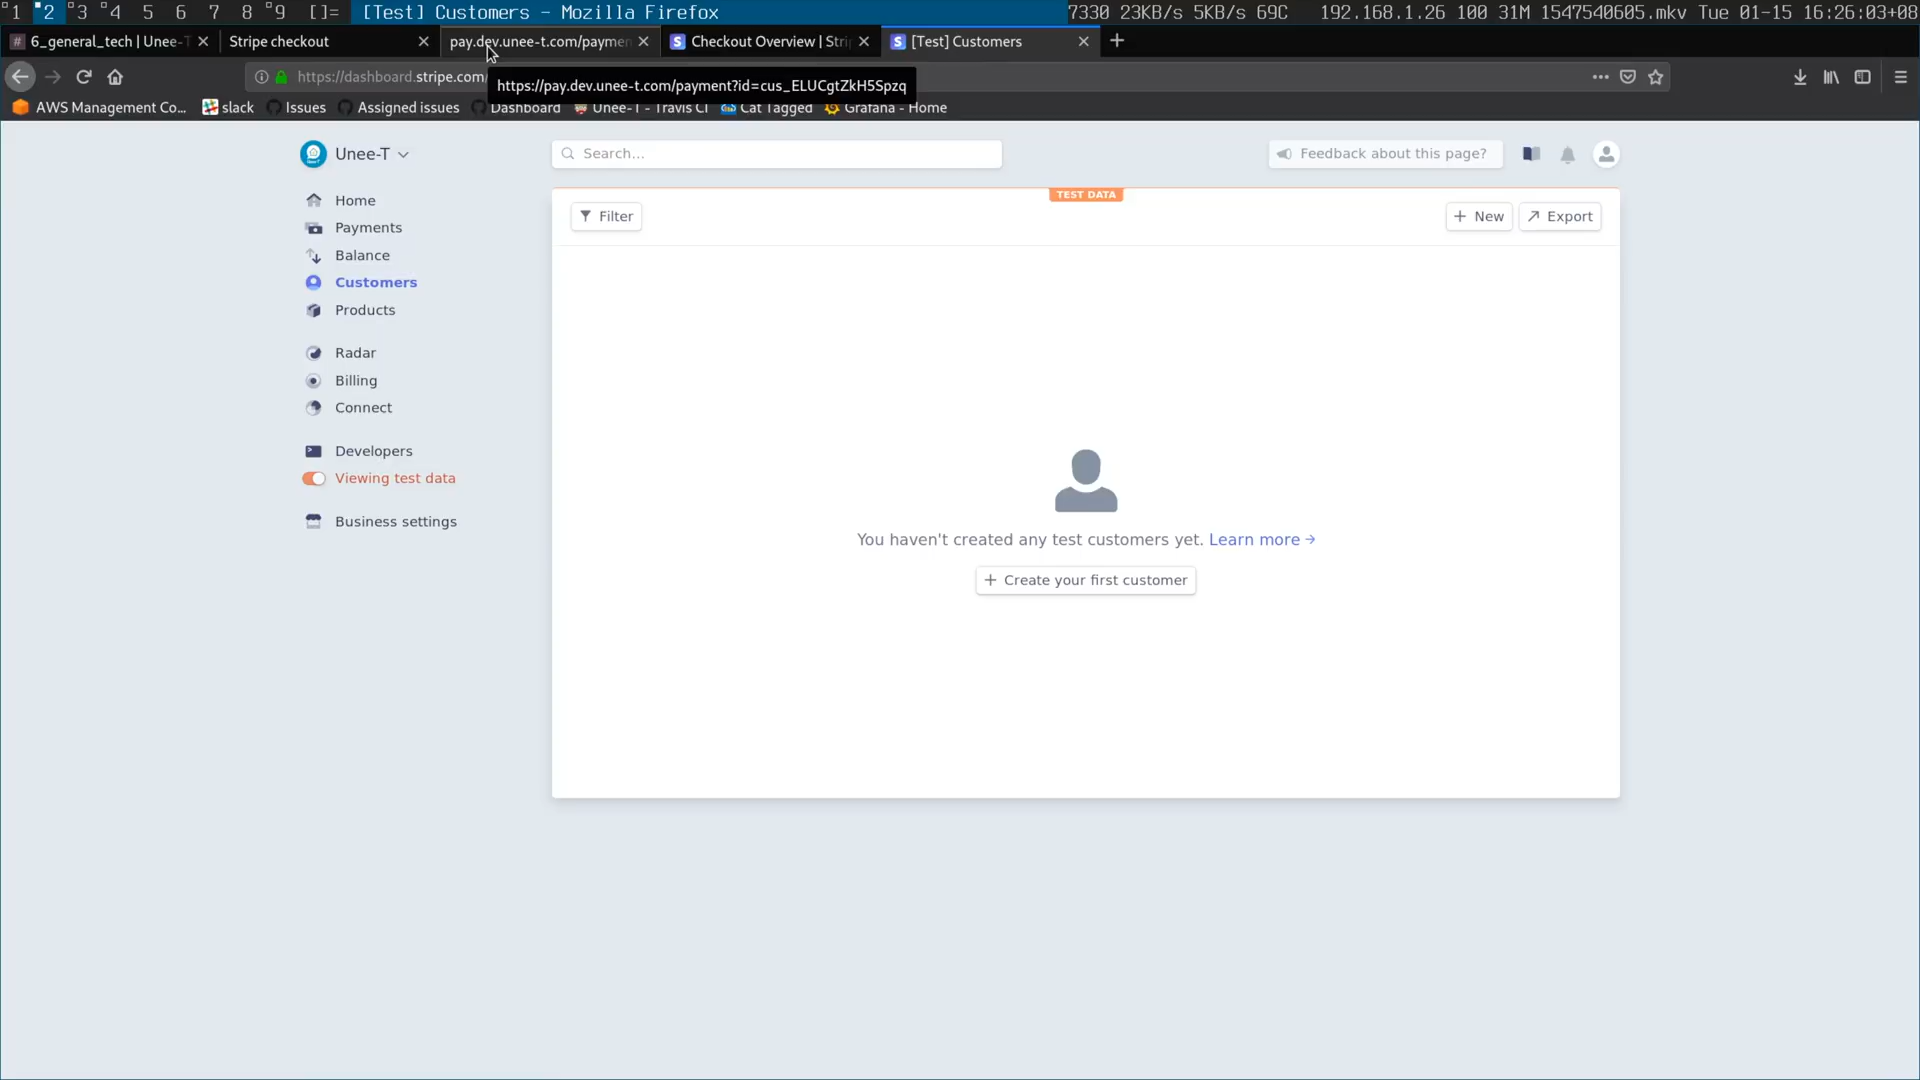 1 2 3 4 5 6 7 8 9 []= [Test] Customers - Mozilla Firefox 7330 23KB/s 5KB/s 69C 192.168.1.26 100 31M 1547540605.mkv Tue 01-15 16:26:03+08
# 6_general_tech | Unee-T Stripe checkout pay.dev.unee-t.com/paymen Checkout Overview | Stri [Test] Customers
https://dashboard.stripe.com/
https://pay.dev.unee-t.com/payment?id=cus_ELUCgtZkH5Spzq
AWS Management Co... slack Issues Assigned issues Dashboard Unee-T - Travis CI Cat Tagged Grafana - Home
Unee-T Search... Feedback about this page?
TEST DATA
Home
Filter New Export
Payments
Balance
Customers
Products
Radar
Billing
Connect
Developers
Viewing test data
Business settings
You haven't created any test customers yet. Learn more →
+ Create your first customer